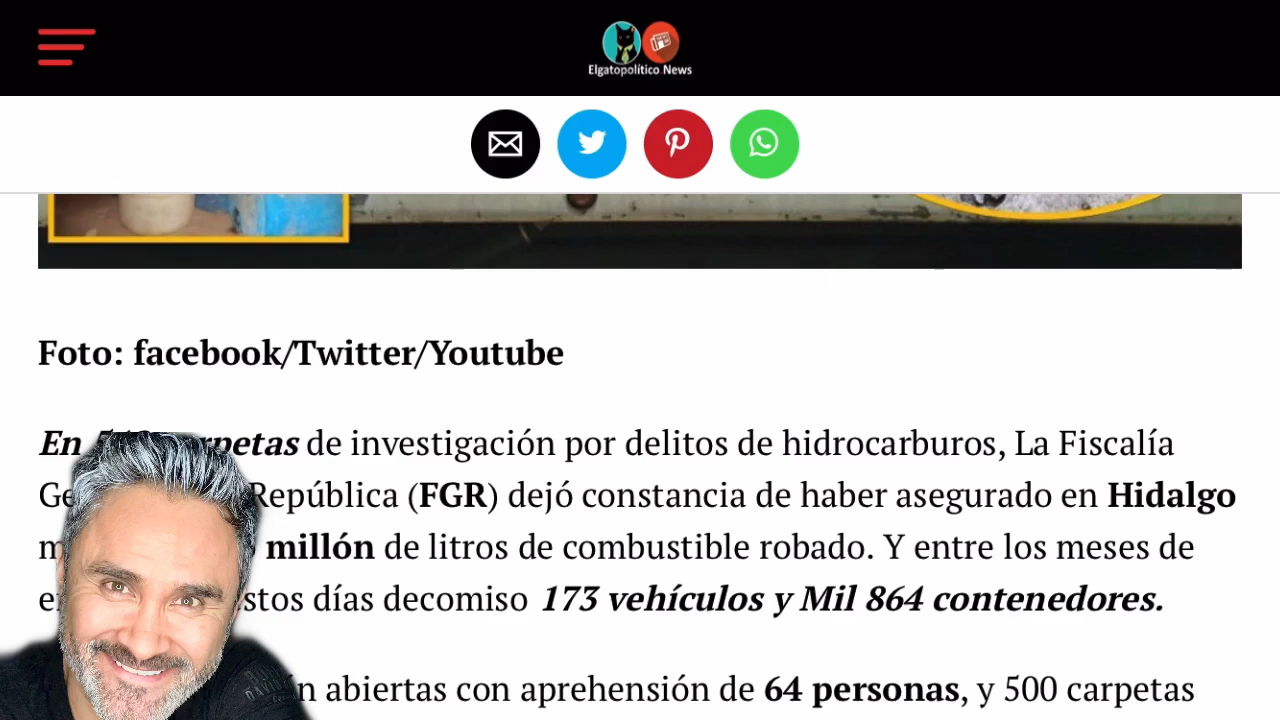 Elgatopolítico News
Foto: facebook/Twitter/Youtube
En rpetas de investigación por delitos de hidrocarburos, La Fiscalía
República (FGR) dejó constancia de haber asegurado en Hidalgo
millón de litros de combustible robado. Y entre los meses de
stos días decomiso 173 vehículos y Mil 864 contenedores.
n abiertas con aprehensión de 64 personas, y 500 carpetas